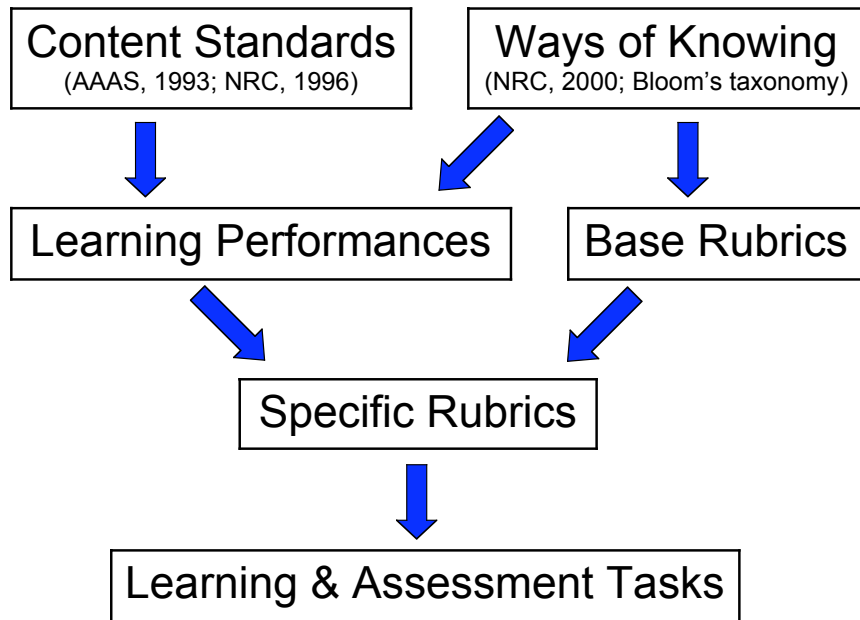 Content Standards
(AAAS, 1993; NRC, 1996)
Ways of Knowing
(NRC, 2000; Bloom's taxonomy)
Learning Performances
Base Rubrics
Specific Rubrics
Learning & Assessment Tasks